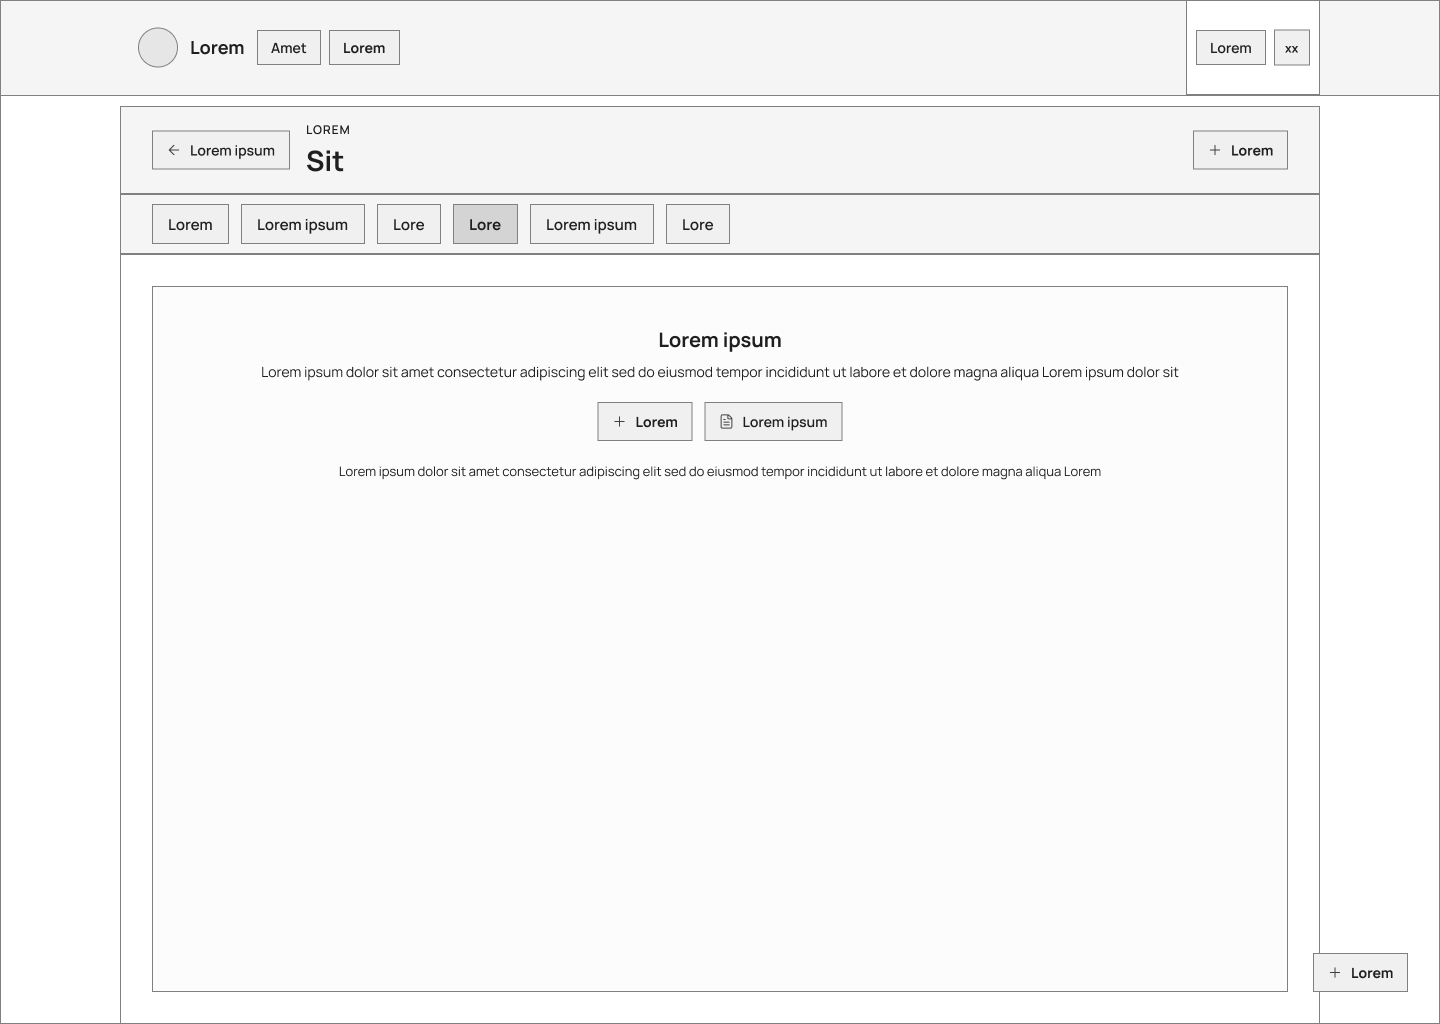 Lorem Amet Lorem Lorem xx
LOREM
Lorem ipsum Sit Lorem
Lorem Lorem ipsum Lore Lore Lorem ipsum Lore
Lorem ipsum
Lorem ipsum dolor sit amet consectetur adipiscing elit sed do eiusmod tempor incididunt ut labore et dolore magna aliqua Lorem ipsum dolor sit
Lorem Lorem ipsum
Lorem ipsum dolor sit amet consectetur adipiscing elit sed do eiusmod tempor incididunt ut labore et dolore magna aliqua Lorem
Lorem